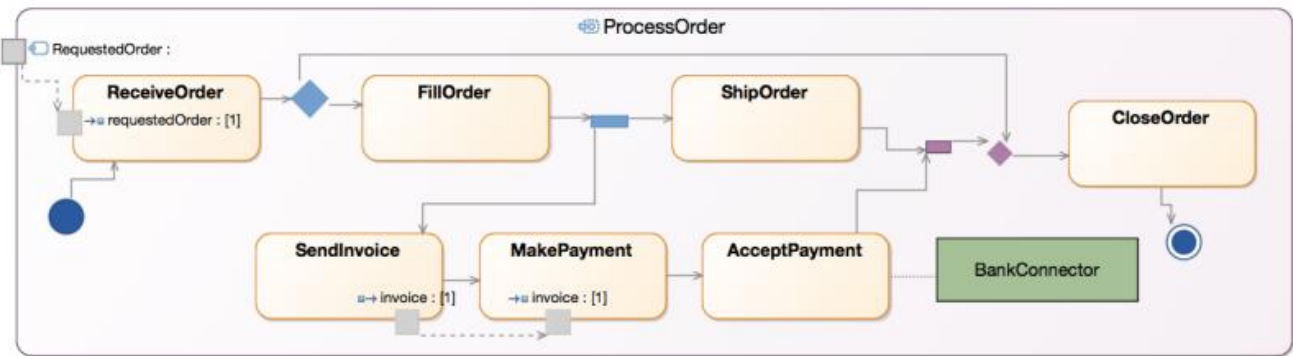 ProcessOrder
RequestedOrder :
ReceiveOrder
requestedOrder : [1]
FillOrder
ShipOrder
CloseOrder
SendInvoice
invoice : [1]
MakePayment
invoice : [1]
AcceptPayment
BankConnector